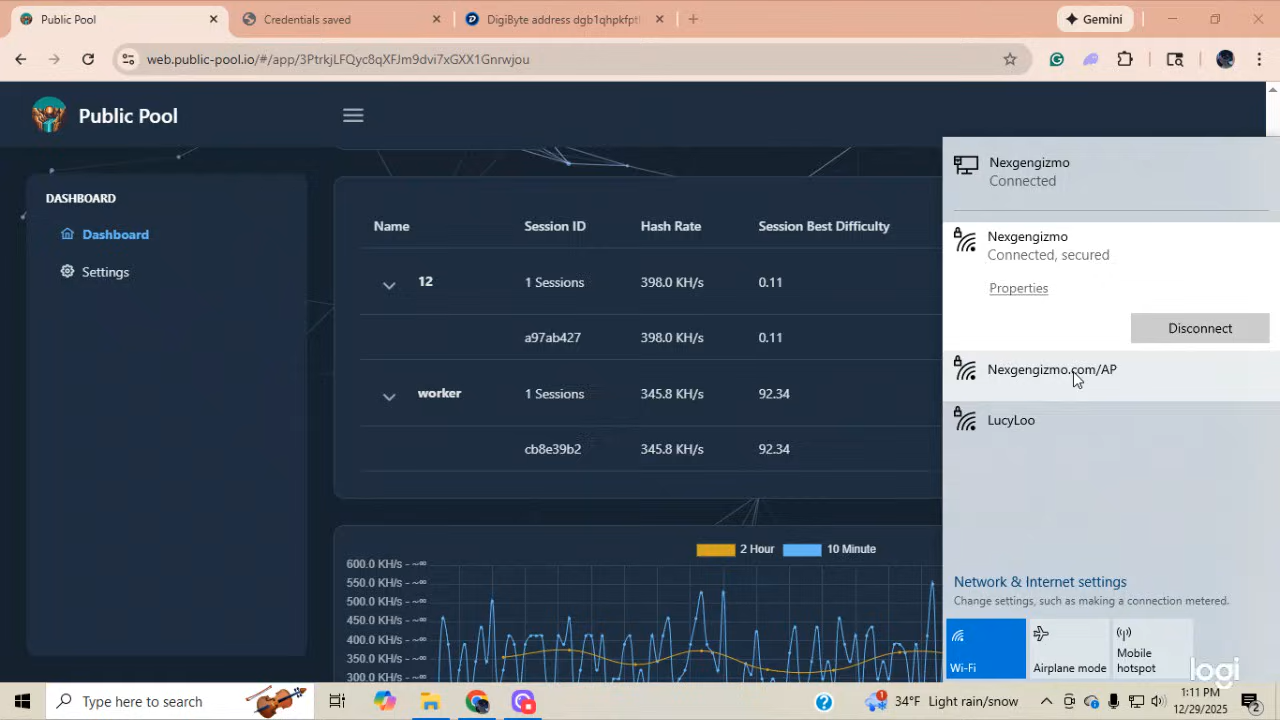 Public Pool
Credentials saved
DigiByte address dgb1qhpkfpt
Gemini
web.public-pool.io/#/app/3PtrkjLFQyc8qXFJm9dvi7xGXX1Gnrwjou
Public Pool
DASHBOARD
Dashboard
Settings
Name Session ID Hash Rate Session Best Difficulty
12 1 Sessions 398.0 KH/s 0.11
a97ab427 398.0 KH/s 0.11
worker 1 Sessions 345.8 KH/s 92.34
cb8e39b2 345.8 KH/s 92.34
2 Hour 10 Minute
600.0 KH/s - ~∞
550.0 KH/s - ~∞
500.0 KH/s - ~∞
450.0 KH/s - ~∞
400.0 KH/s - ~∞
350.0 KH/s - ~∞
Nexgengizmo
Connected
Nexgengizmo
Connected, secured
Properties
Disconnect
Nexgengizmo.com/AP
LucyLoo
Network & Internet settings
Change settings, such as making a connection metered.
Wi-Fi
Airplane mode
Mobile
hotspot
logi
Type here to search
34°F Light rain/snow
1:11 PM
12/29/2025
2